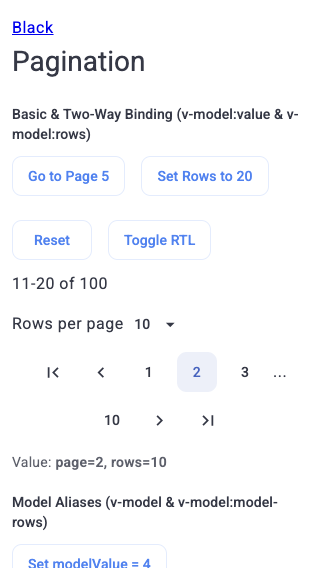 Black
Pagination
Basic & Two-Way Binding (v-model:value & v-
model:rows)
Go to Page 5 Set Rows to 20
Reset Toggle RTL
11-20 of 100
Rows per page 10
1 2 3 ...
10
Value: page=2, rows=10
Model Aliases (v-model & v-model:model-
rows)
Set modelValue = 4